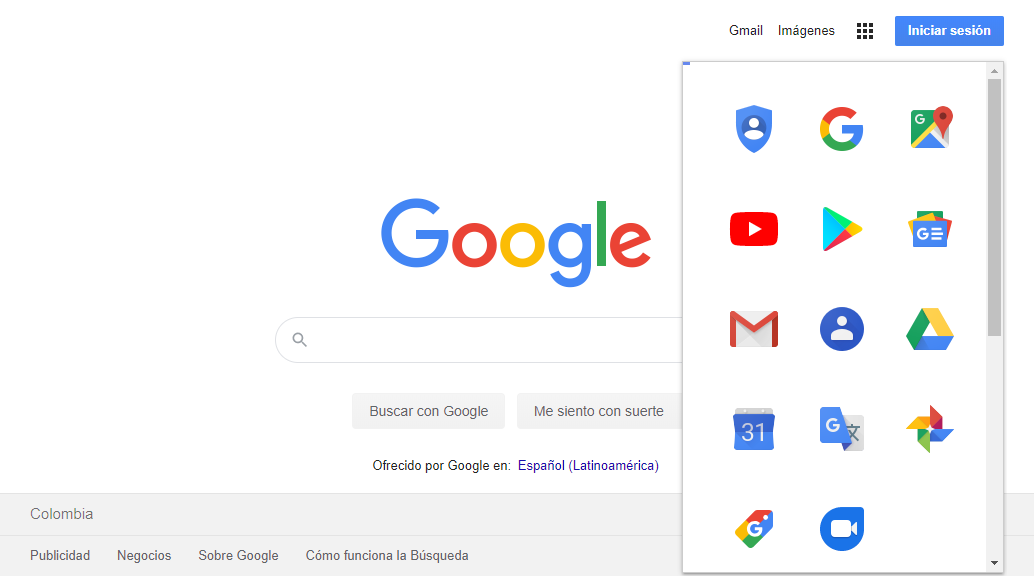 Gmail Imágenes Iniciar sesión
Google
Buscar con Google Me siento con suerte
Ofrecido por Google en: Español (Latinoamérica)
Colombia
Publicidad Negocios Sobre Google Cómo funciona la Búsqueda
G
G
G
31
G 文
G